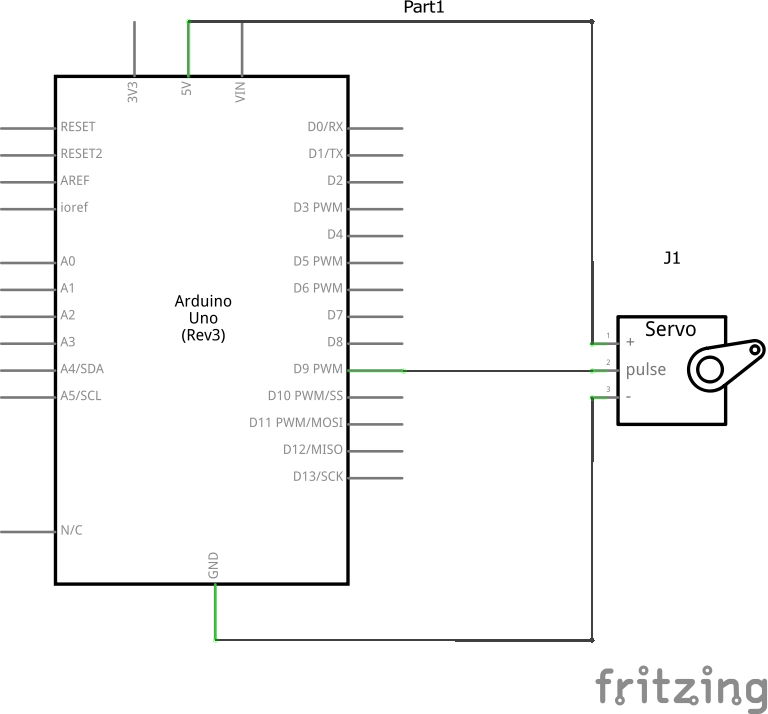 Part1
3V3
5V
VIN
RESET
RESET2
AREF
ioref
A0
A1
A2
A3
A4/SDA
A5/SCL
N/C
Arduino
Uno
(Rev3)
D0/RX
D1/TX
D2
D3 PWM
D4
D5 PWM
D6 PWM
D7
D8
D9 PWM
D10 PWM/SS
D11 PWM/MOSI
D12/MISO
D13/SCK
GND
J1
Servo
1 +
2 pulse
3 -
fritzing